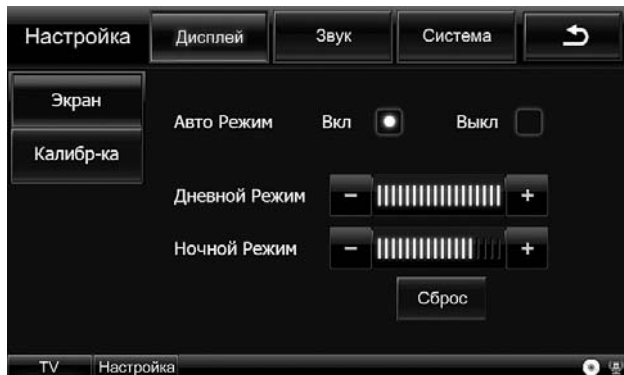 Настройка Дисплей Звук Система
Экран
Калибр-ка
Авто Режим Вкл Выкл
Дневной Режим − +
Ночной Режим − +
Сброс
TV Настройка